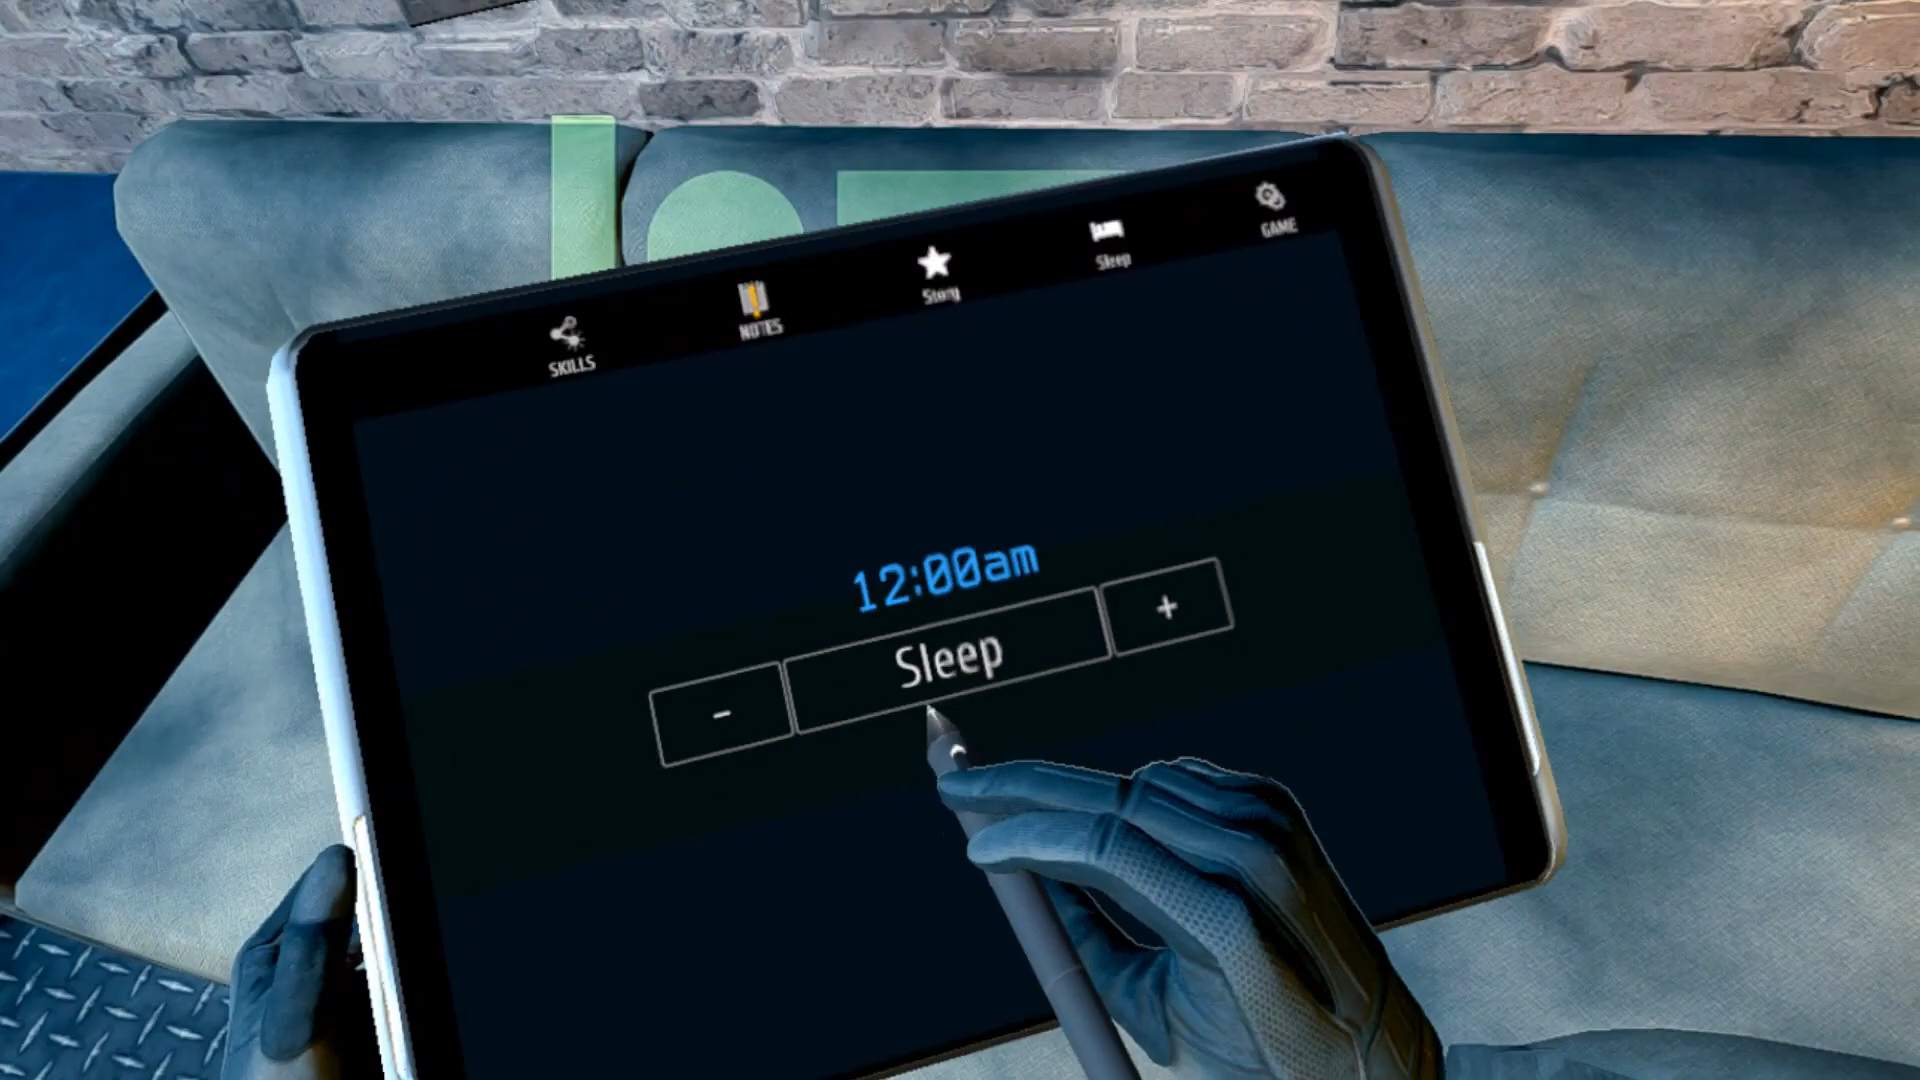 SKILLS
NOTES
Story
Sleep
GAME
12:00am
-
Sleep
+